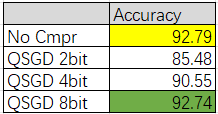 Accuracy
No Cmpr 92.79
QSGD 2bit 85.48
QSGD 4bit 90.55
QSGD 8bit 92.74